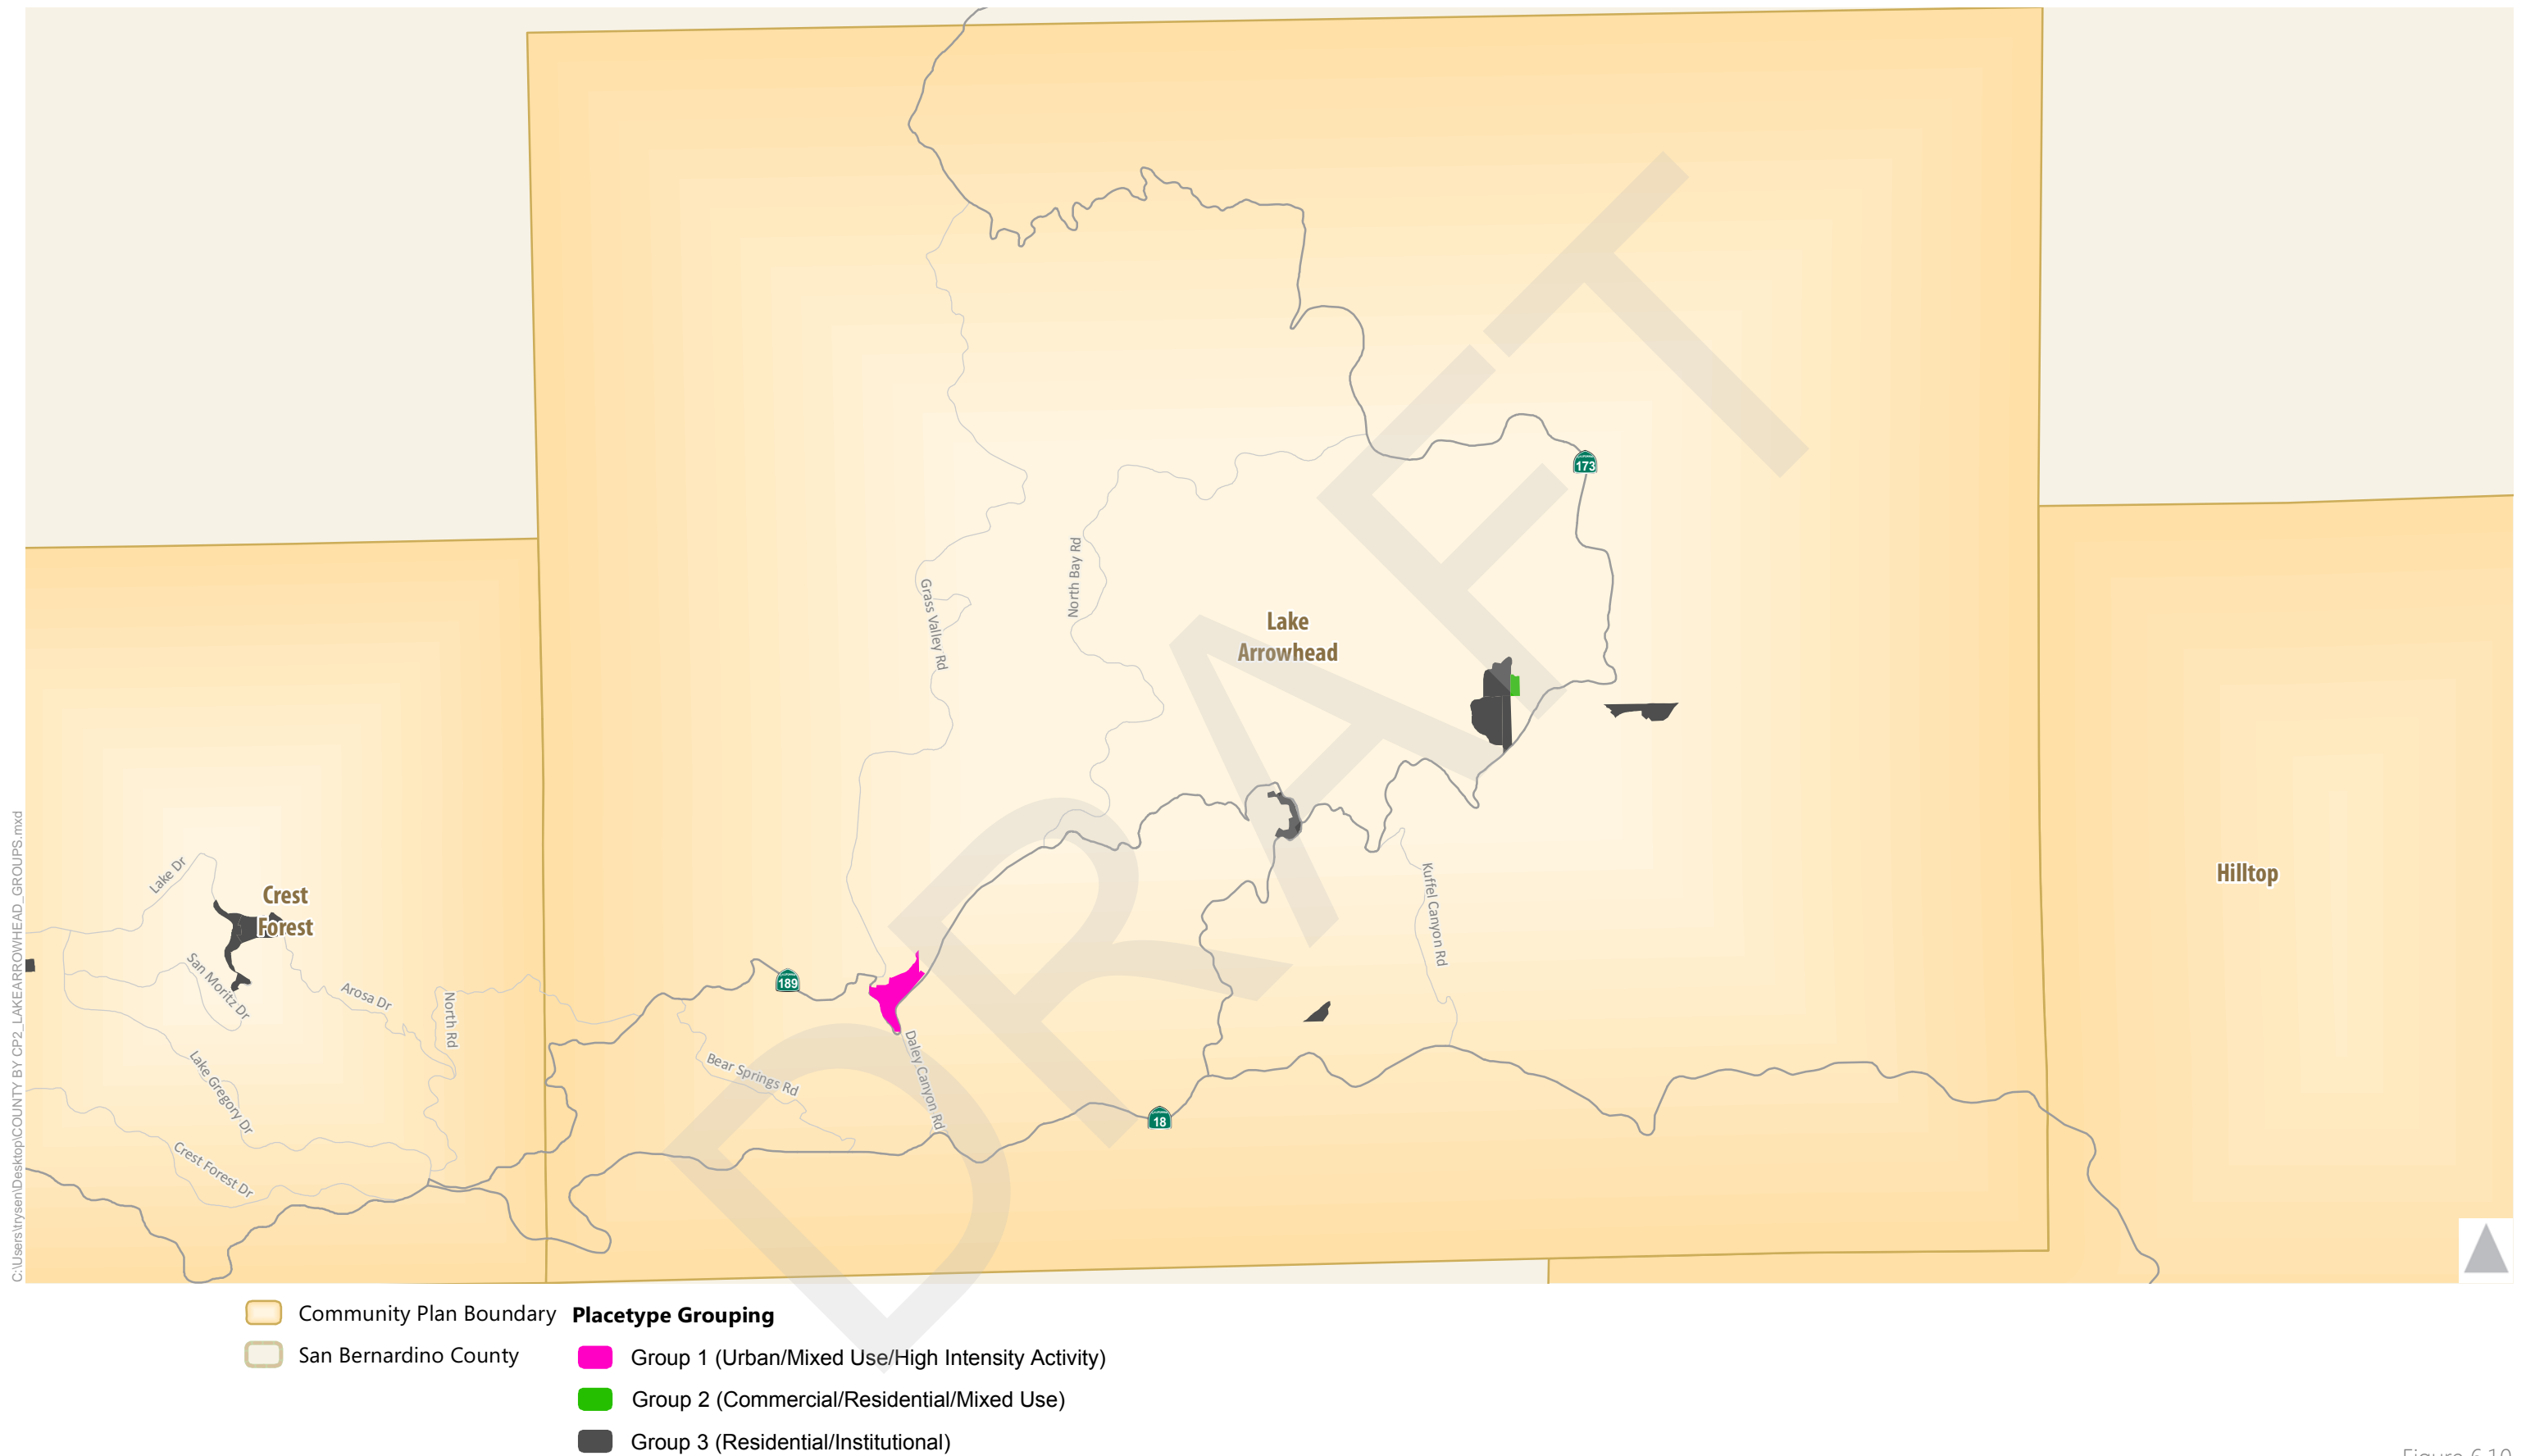 173
North Bay Rd
Grass Valley Rd
Lake
Arrowhead
Lake Dr
Crest
Forest
Hilltop
Kuffel Canyon Rd
San Moritz Dr
Arosa Dr
North Rd
189
Bear Springs Rd
Daley Canyon Rd
Lake Gregory Dr
18
Crest Forest Dr
DRAFT
C:\Users\trysen\Desktop\COUNTY BY CP2_LAKEARROWHEAD_GROUPS.mxd
Community Plan Boundary
San Bernardino County
Placetype Grouping
Group 1 (Urban/Mixed Use/High Intensity Activity)
Group 2 (Commercial/Residential/Mixed Use)
Group 3 (Residential/Institutional)
Figure 6.10